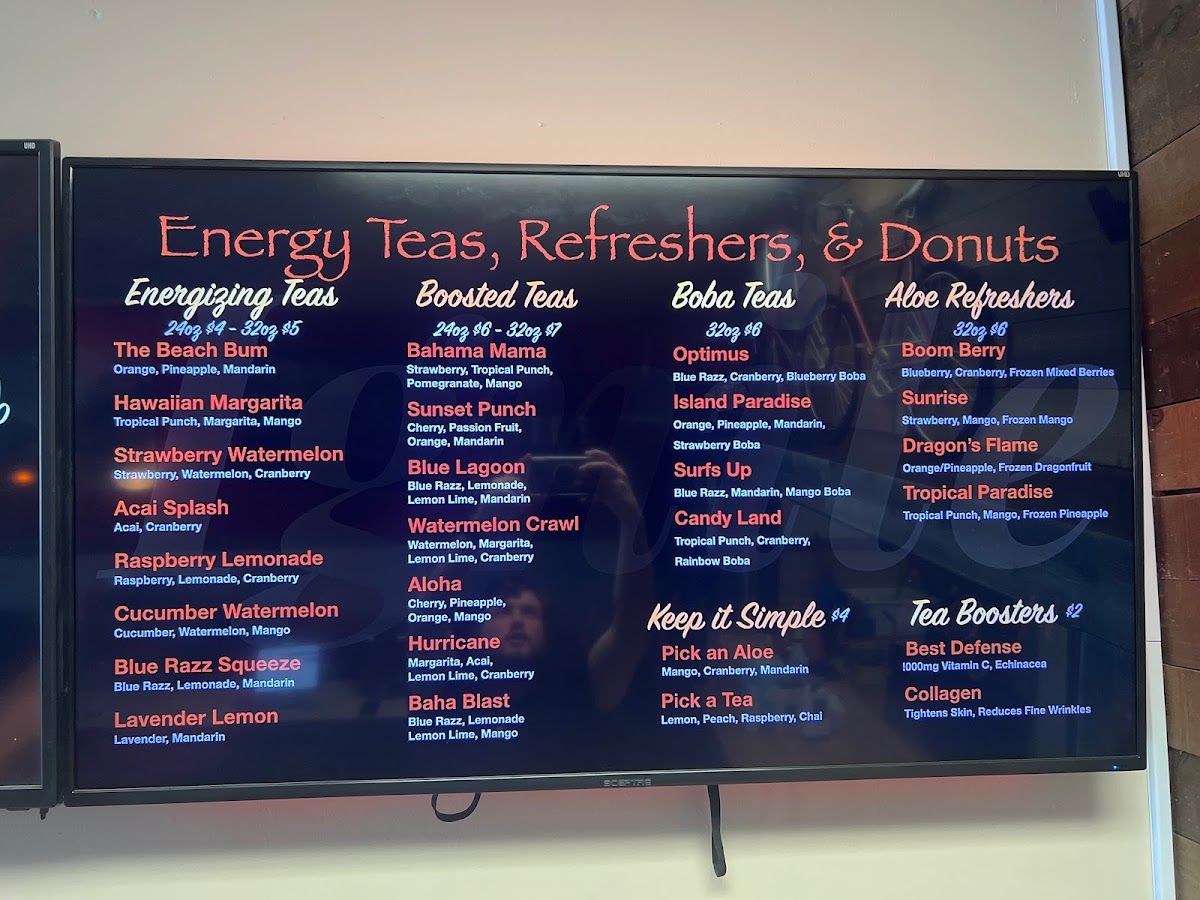 UHD
UHD
Energy Teas, Refreshers, & Donuts
Energizing Teas
24oz $4 - 32oz $5
The Beach Bum
Orange, Pineapple, Mandarin
Hawaiian Margarita
Tropical Punch, Margarita, Mango
Strawberry Watermelon
Strawberry, Watermelon, Cranberry
Acai Splash
Acai, Cranberry
Raspberry Lemonade
Raspberry, Lemonade, Cranberry
Cucumber Watermelon
Cucumber, Watermelon, Mango
Blue Razz Squeeze
Blue Razz, Lemonade, Mandarin
Lavender Lemon
Lavender, Mandarin
Boosted Teas
24oz $6 - 32oz $7
Bahama Mama
Strawberry, Tropical Punch,
Pomegranate, Mango
Sunset Punch
Cherry, Passion Fruit,
Orange, Mandarin
Blue Lagoon
Blue Razz, Lemonade,
Lemon Lime, Mandarin
Watermelon Crawl
Watermelon, Margarita,
Lemon Lime, Cranberry
Aloha
Cherry, Pineapple,
Orange, Mango
Hurricane
Margarita, Acai,
Lemon Lime, Cranberry
Baha Blast
Blue Razz, Lemonade
Lemon Lime, Mango
Boba Teas
32oz $6
Optimus
Blue Razz, Cranberry, Blueberry Boba
Island Paradise
Orange, Pineapple, Mandarin,
Strawberry Boba
Surfs Up
Blue Razz, Mandarin, Mango Boba
Candy Land
Tropical Punch, Cranberry,
Rainbow Boba
Keep it Simple $4
Pick an Aloe
Mango, Cranberry, Mandarin
Pick a Tea
Lemon, Peach, Raspberry, Chai
Aloe Refreshers
32oz $6
Boom Berry
Blueberry, Cranberry, Frozen Mixed Berries
Sunrise
Strawberry, Mango, Frozen Mango
Dragon's Flame
Orange/Pineapple, Frozen Dragonfruit
Tropical Paradise
Tropical Punch, Mango, Frozen Pineapple
Tea Boosters $2
Best Defense
1000mg Vitamin C, Echinacea
Collagen
Tightens Skin, Reduces Fine Wrinkles
Ignite
SCEPTRE